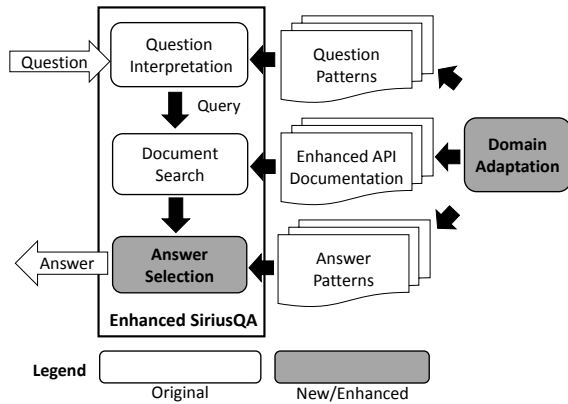 Question
Question
Interpretation
Question
Patterns
Query
Document
Search
Enhanced API
Documentation
Domain
Adaptation
Answer
Answer
Selection
Answer
Patterns
Enhanced SiriusQA
Legend
Original
New/Enhanced